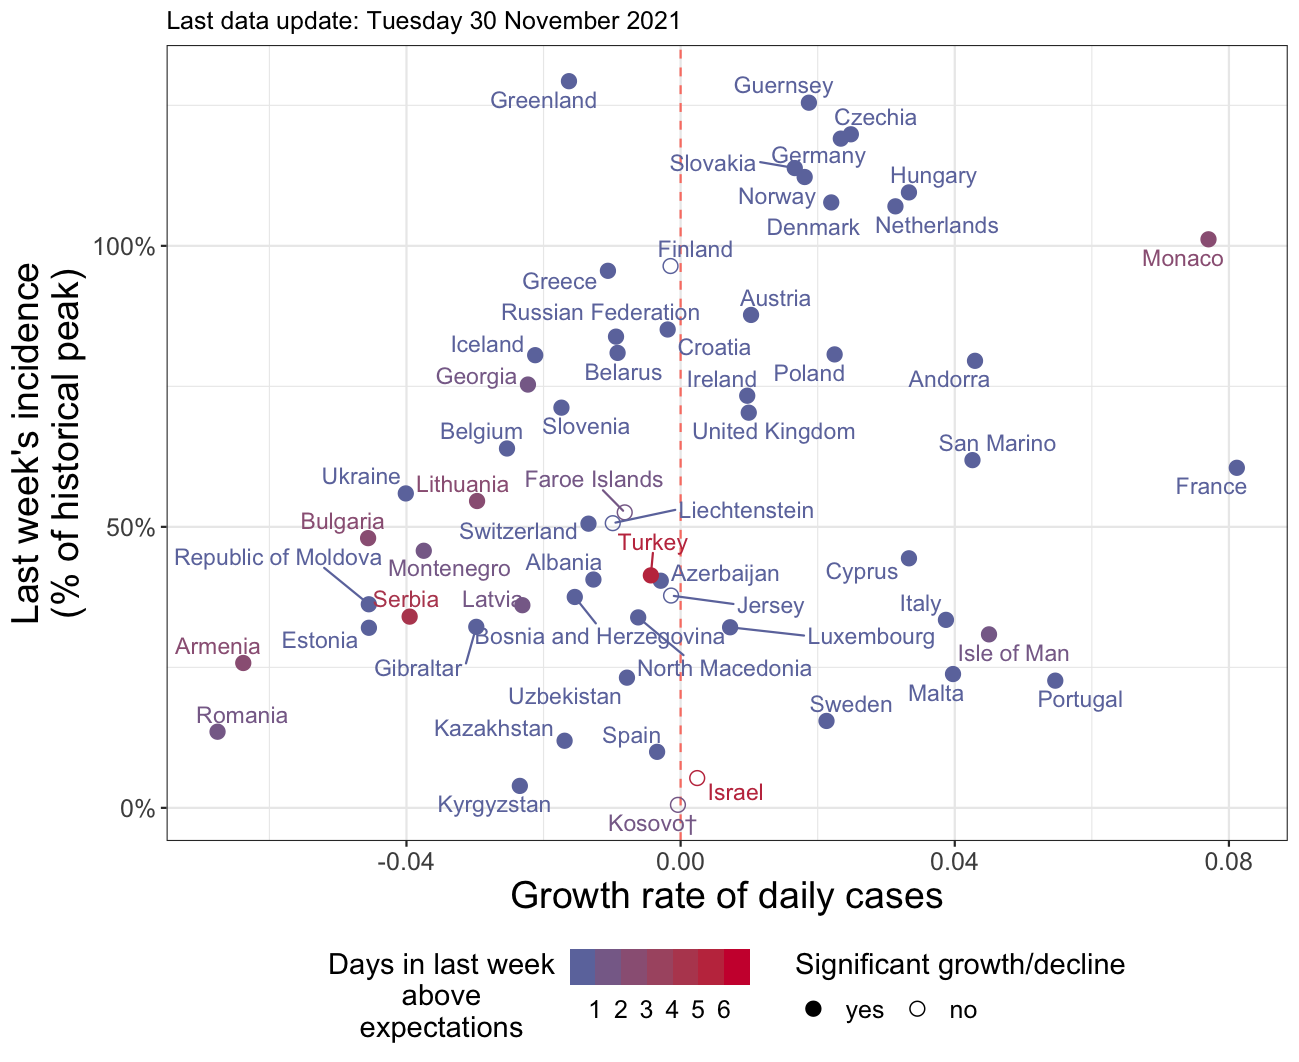 Last data update: Tuesday 30 November 2021
Last week's incidence
(% of historical peak)
100%
50%
0%
Greenland
Guernsey
Czechia
Germany
Slovakia
Hungary
Norway
Denmark
Netherlands
Finland
Monaco
Greece
Austria
Russian Federation
Iceland
Croatia
Georgia
Belarus
Ireland
Poland
Andorra
Slovenia
Belgium
United Kingdom
San Marino
Ukraine
Lithuania
Faroe Islands
France
Bulgaria
Liechtenstein
Switzerland
Turkey
Republic of Moldova
Montenegro
Albania
Azerbaijan
Cyprus
Serbia
Latvia
Jersey
Italy
Estonia
Bosnia and Herzegovina
Luxembourg
Armenia
Isle of Man
Gibraltar
North Macedonia
Uzbekistan
Malta
Portugal
Romania
Sweden
Kazakhstan
Spain
Israel
Kyrgyzstan
Kosovo†
-0.04
0.00
0.04
0.08
Growth rate of daily cases
Days in last week
above
expectations
1 2 3 4 5 6
Significant growth/decline
yes
no